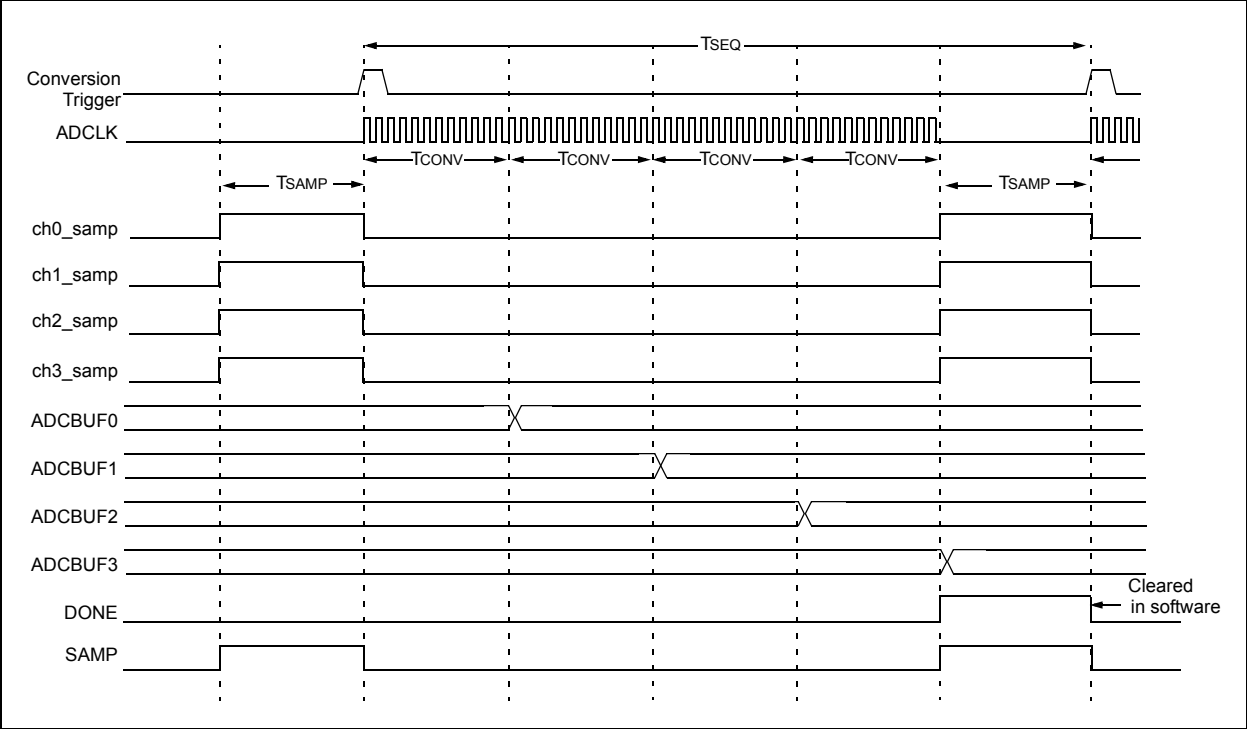 TSEQ
Conversion
Trigger
ADCLK
TCONV TCONV TCONV TCONV
TSAMP TSAMP
ch0_samp
ch1_samp
ch2_samp
ch3_samp
ADCBUF0
ADCBUF1
ADCBUF2
ADCBUF3
Cleared
in software
DONE
SAMP